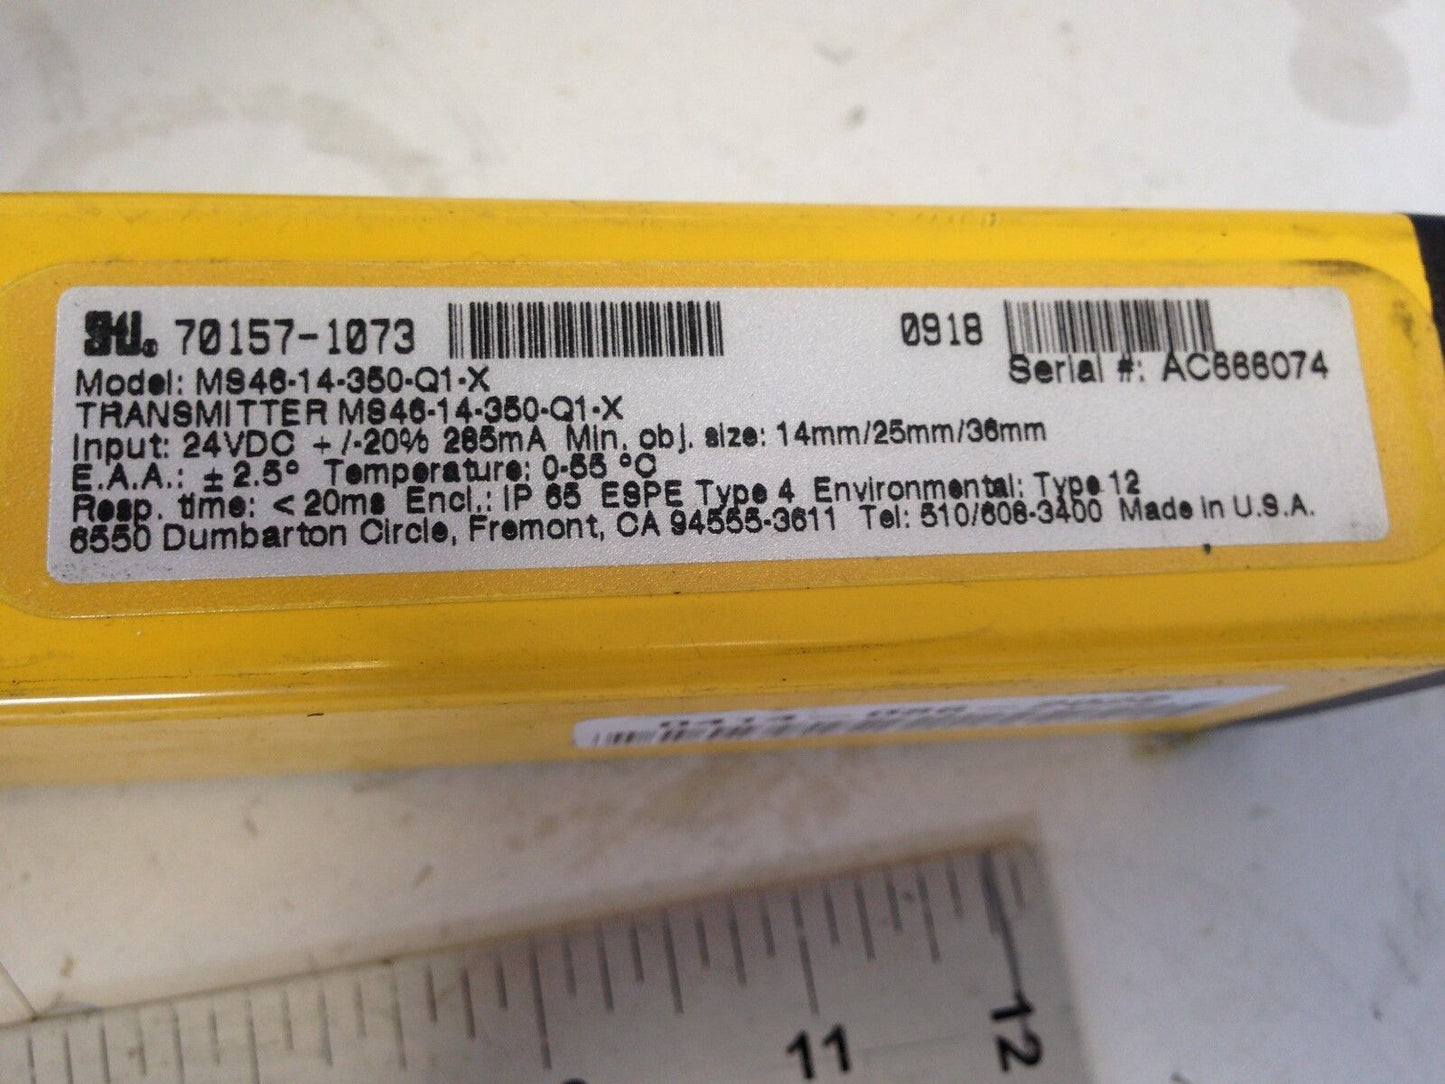 STI® 70157-1073 0918
Serial #: AC666074
Model: MS46-14-350-Q1-X
TRANSMITTER MS46-14-350-Q1-X
Input: 24VDC +/-20% 285mA Min. obj. size: 14mm/25mm/36mm
E.A.A.: ± 2.5° Temperature: 0-55 °C
Resp. time: < 20ms Encl.: IP 65 ESPE Type 4 Environmental: Type 12
6550 Dumbarton Circle, Fremont, CA 94555-3611 Tel: 510/608-3400 Made in U.S.A.
11 12